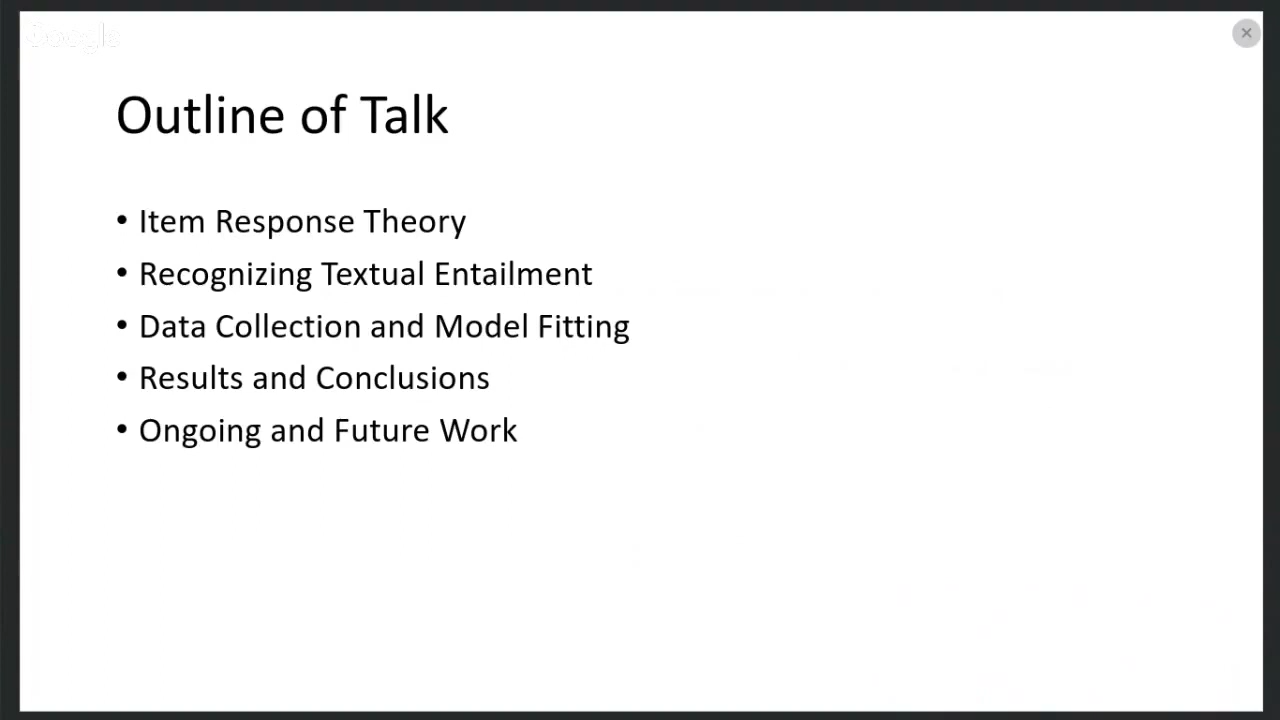 Google
Outline of Talk
• Item Response Theory
• Recognizing Textual Entailment
• Data Collection and Model Fitting
• Results and Conclusions
• Ongoing and Future Work